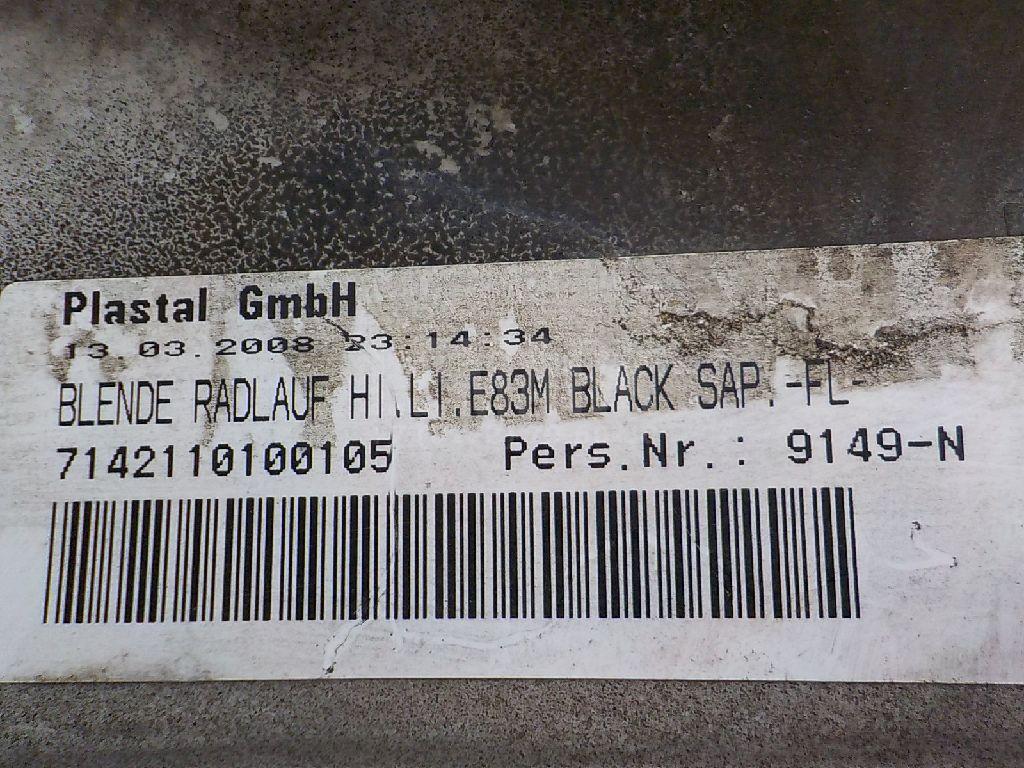 Plastal GmbH
13.03.2008 23:14:34
BLENDE RADLAUF HI.LI.E83M BLACK SAP. -FL-
7142110100105 Pers.Nr.: 9149-N